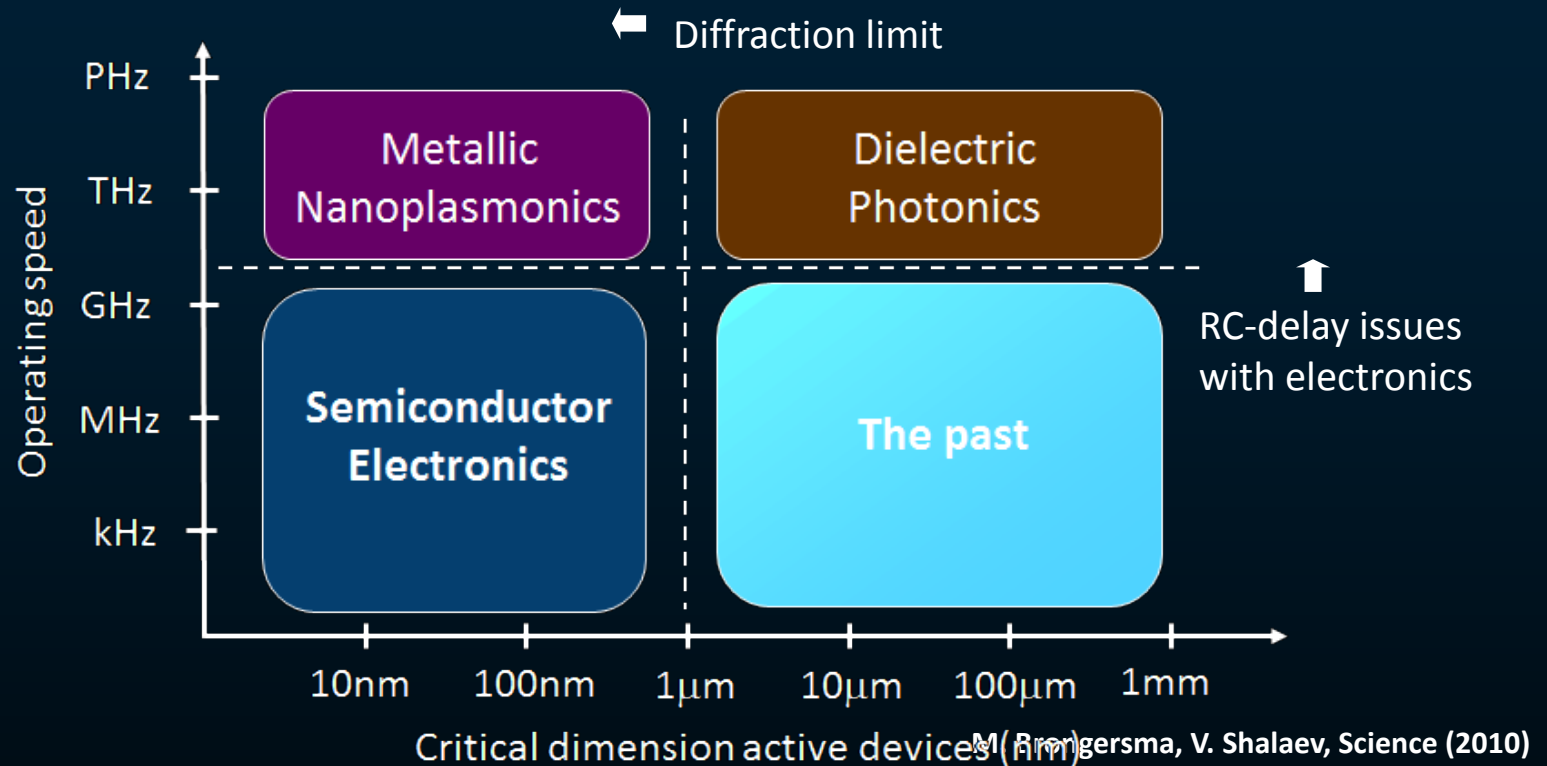 Diffraction limit
PHz
THz
GHz
MHz
kHz
Operating speed
Metallic
Nanoplasmonics
Dielectric
Photonics
Semiconductor
Electronics
The past
RC-delay issues
with electronics
10nm 100nm 1μm 10μm 100μm 1mm
Critical dimension active devices (nm)
M. Brongersma, V. Shalaev, Science (2010)